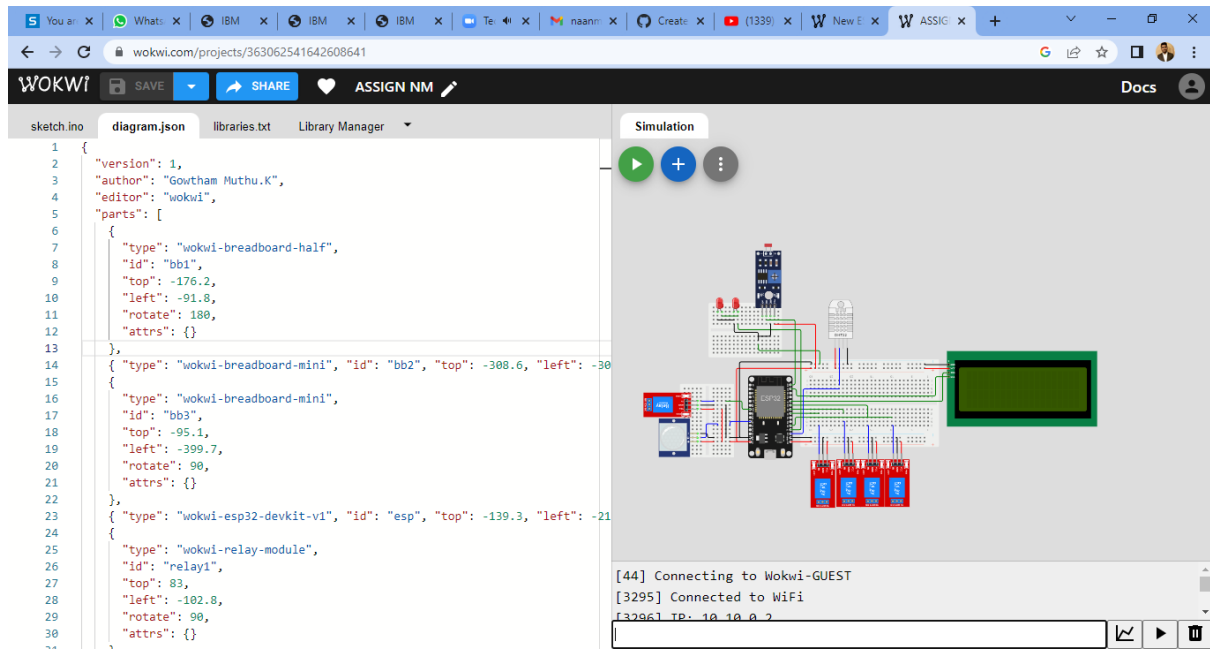 You an
Whats
IBM
IBM
IBM
Te
naanm
Create
(1339)
New E
ASSIG
wokwi.com/projects/363062541642608641
WOKWi SAVE SHARE ASSIGN NM Docs
sketch.ino diagram.json libraries.txt Library Manager
1 {
2 "version": 1,
3 "author": "Gowtham Muthu.K",
4 "editor": "wokwi",
5 "parts": [
6 {
7 "type": "wokwi-breadboard-half",
8 "id": "bb1",
9 "top": -176.2,
10 "left": -91.8,
11 "rotate": 180,
12 "attrs": {}
13 },
14 { "type": "wokwi-breadboard-mini", "id": "bb2", "top": -308.6, "left": -30
15 {
16 "type": "wokwi-breadboard-mini",
17 "id": "bb3",
18 "top": -95.1,
19 "left": -399.7,
20 "rotate": 90,
21 "attrs": {}
22 },
23 { "type": "wokwi-esp32-devkit-v1", "id": "esp", "top": -139.3, "left": -21
24 {
25 "type": "wokwi-relay-module",
26 "id": "relay1",
27 "top": 83,
28 "left": -102.8,
29 "rotate": 90,
30 "attrs": {}
Simulation
ESP32
[44] Connecting to Wokwi-GUEST
[3295] Connected to WiFi
[3296] IP: 10.10.0.2